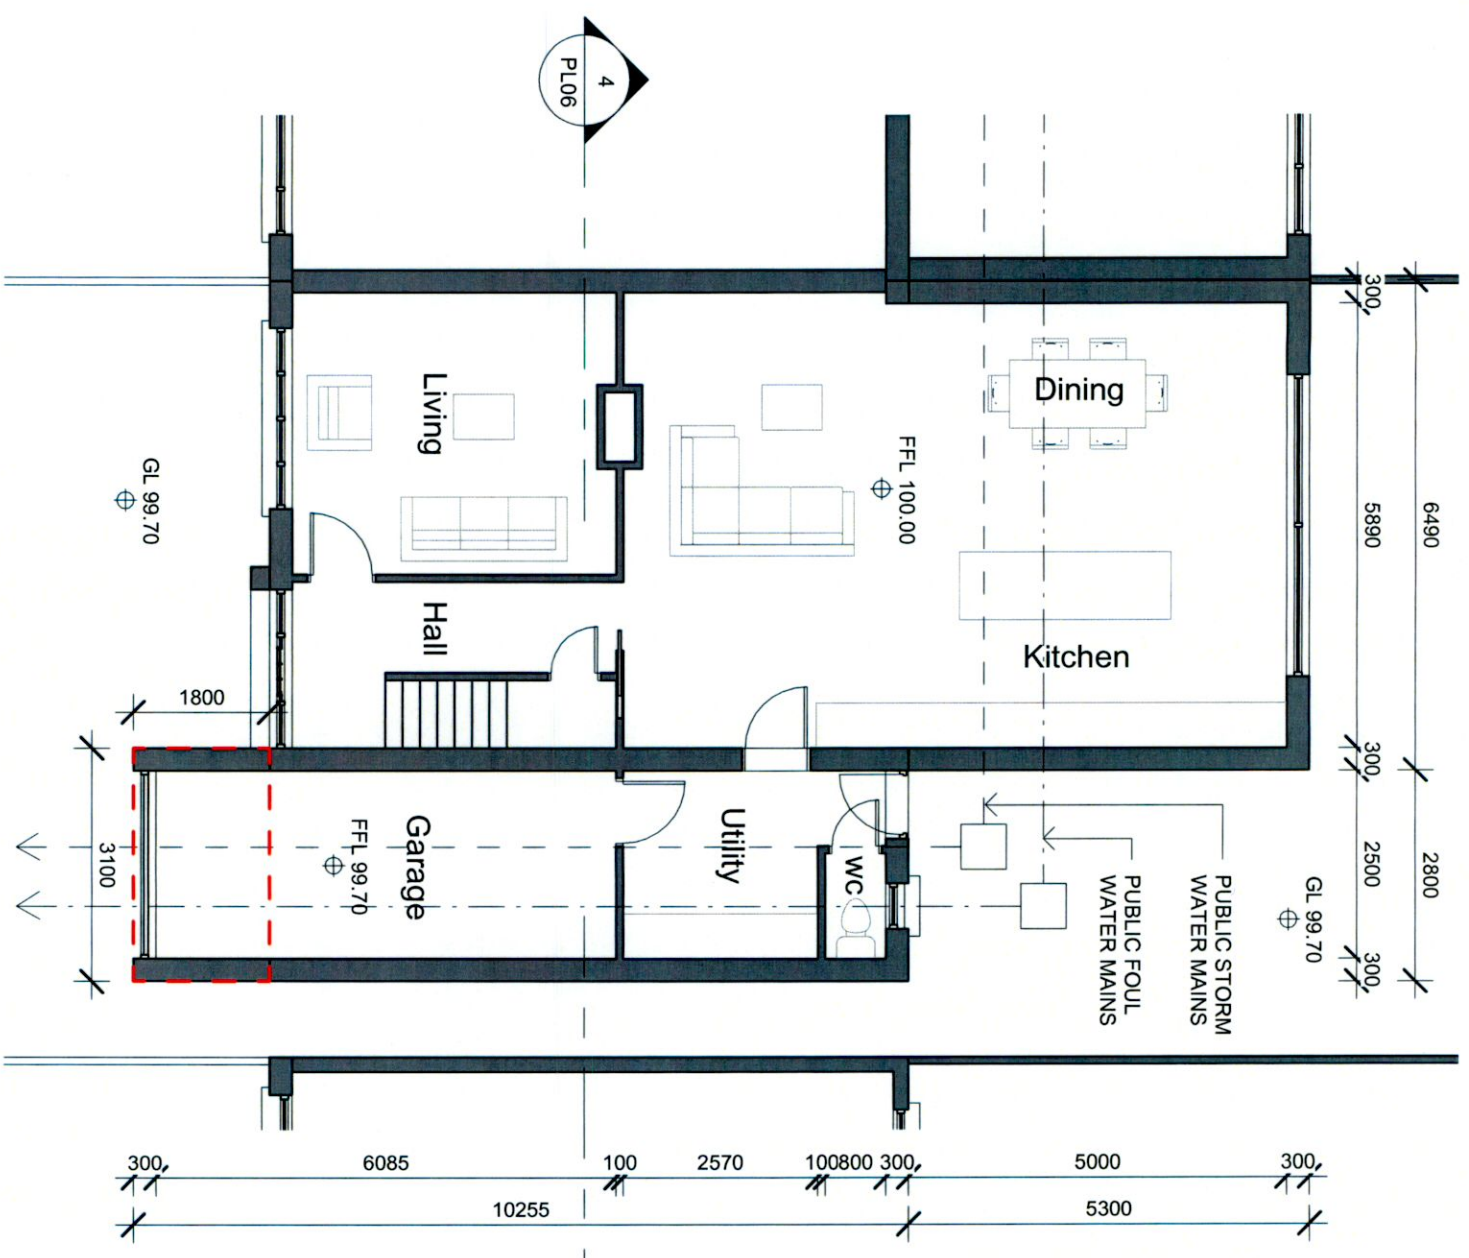 4
PL06
300
Living
Dining
FFL 100.00
GL 99.70
5890
6490
Hall
Kitchen
1800
300
3100
Garage
FFL 99.70
Utility
WC
2500
2800
PUBLIC FOUL
WATER MAINS
PUBLIC STORM
WATER MAINS
GL 99.70
300
300
6085
100
2570
100
800
300
5000
300
10255
5300